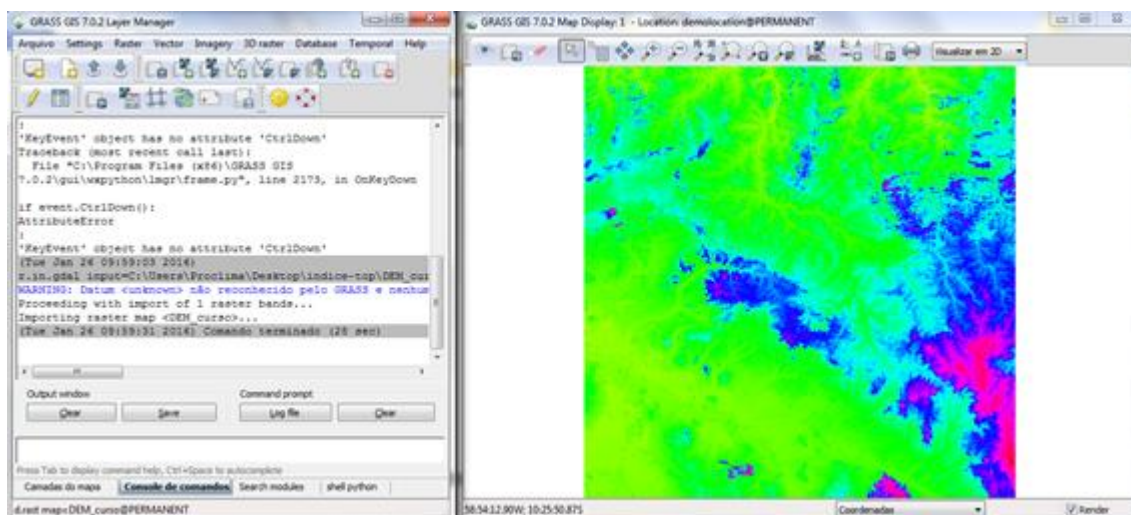 GRASS GIS 7.0.2 Layer Manager
Arquivo Settings Raster Vector Imagery 3D raster Database Temporal Help
:
'KeyEvent' object has no attribute 'CtrlDown'
Traceback (most recent call last):
File "C:\Program Files (x86)\GRASS GIS
7.0.2\gui\wxpython\lmgr\frame.py", line 2173, in OnKeyDown
if event.CtrlDown():
AttributeError
:
'KeyEvent' object has no attribute 'CtrlDown'
(Tue Jan 26 09:59:03 2016)
r.in.gdal input=C:\Users\Proclima\Desktop\indice-top\DEM_cur
WARNING: Datum <unknown> não reconhecido pelo GRASS e nenhum
Proceeding with import of 1 raster bands...
Importing raster map <DEM_curso>...
(Tue Jan 26 09:59:31 2016) Comando terminado (28 sec)
Output window Command prompt
Clear Save Log file Clear
Press Tab to display command help, Ctrl+Space to autocomplete
Camadas do mapa Console de comandos Search modules shell python
d.rast map=DEM_curso@PERMANENT
GRASS GIS 7.0.2 Map Display: 1 - Location: demolocation@PERMANENT
Visualizar em 2D
58:54:12.90W; 10:25:50.87S Coordenadas Render